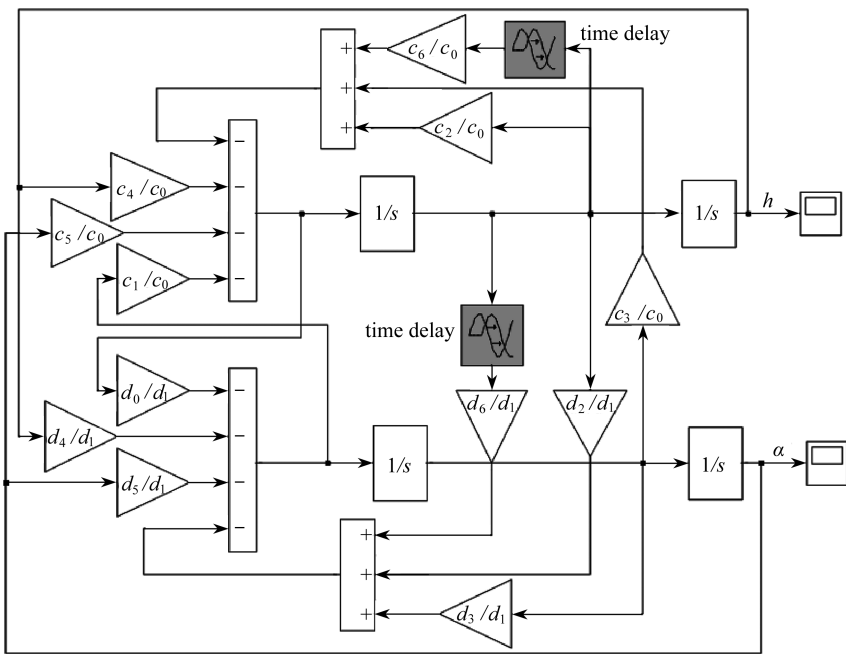 time delay
+
c6/c0
+
+
c2/c0
−
c4/c0
−
1/s
1/s
h
c5/c0
−
c1/c0
−
c3/c0
time delay
d0/d1
−
d6/d1
d2/d1
d4/d1
−
1/s
1/s
α
d5/d1
−
−
+
+
+
d3/d1